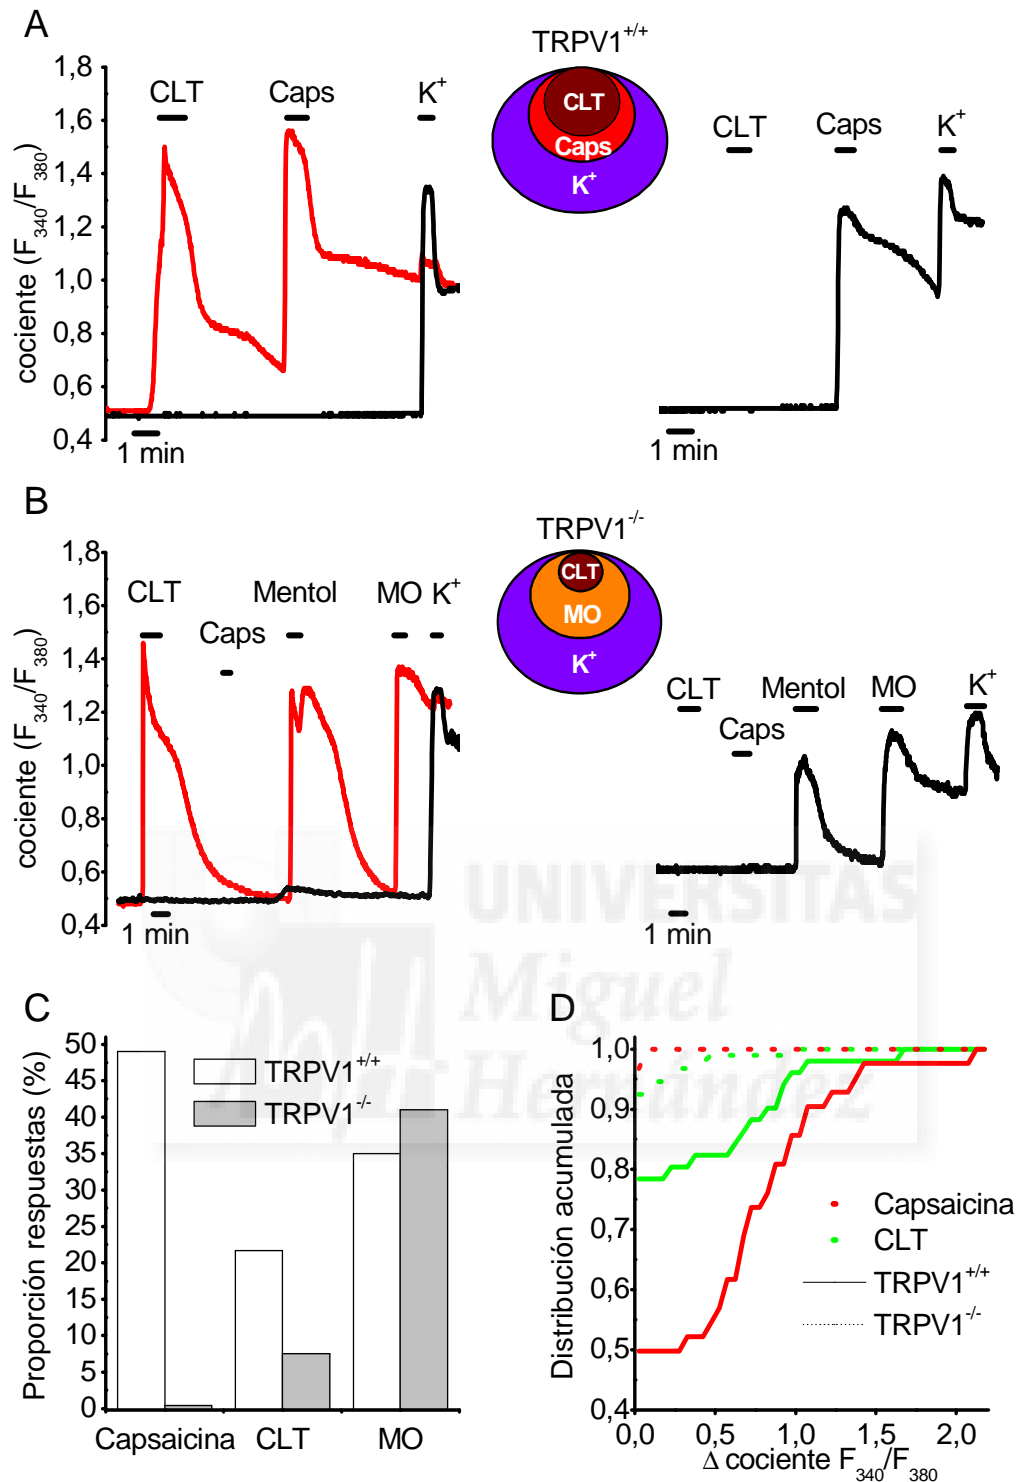 A
TRPV1+/+
1,8
1,6
1,4
1,2
1,0
0,8
0,6
0,4
cociente (F340/F380)
CLT
Caps
K+
CLT
Caps
K+
CLT
Caps
K+
1 min
1 min
B
TRPV1-/-
1,8
1,6
1,4
1,2
1,0
0,8
0,6
0,4
cociente (F340/F380)
CLT
Caps
Mentol
MO
K+
CLT
MO
K+
CLT
Caps
Mentol
MO
K+
1 min
1 min
UNIVERSITAS
Miguel
Hernández
C
50
45
40
35
30
25
20
15
10
5
0
Proporción respuestas (%)
TRPV1+/+
TRPV1-/-
Capsaicina
CLT
MO
D
1,0
0,9
0,8
0,7
0,6
0,5
0,4
Distribución acumulada
Capsaicina
CLT
TRPV1+/+
TRPV1-/-
0,0
0,5
1,0
1,5
2,0
Δ cociente F340/F380